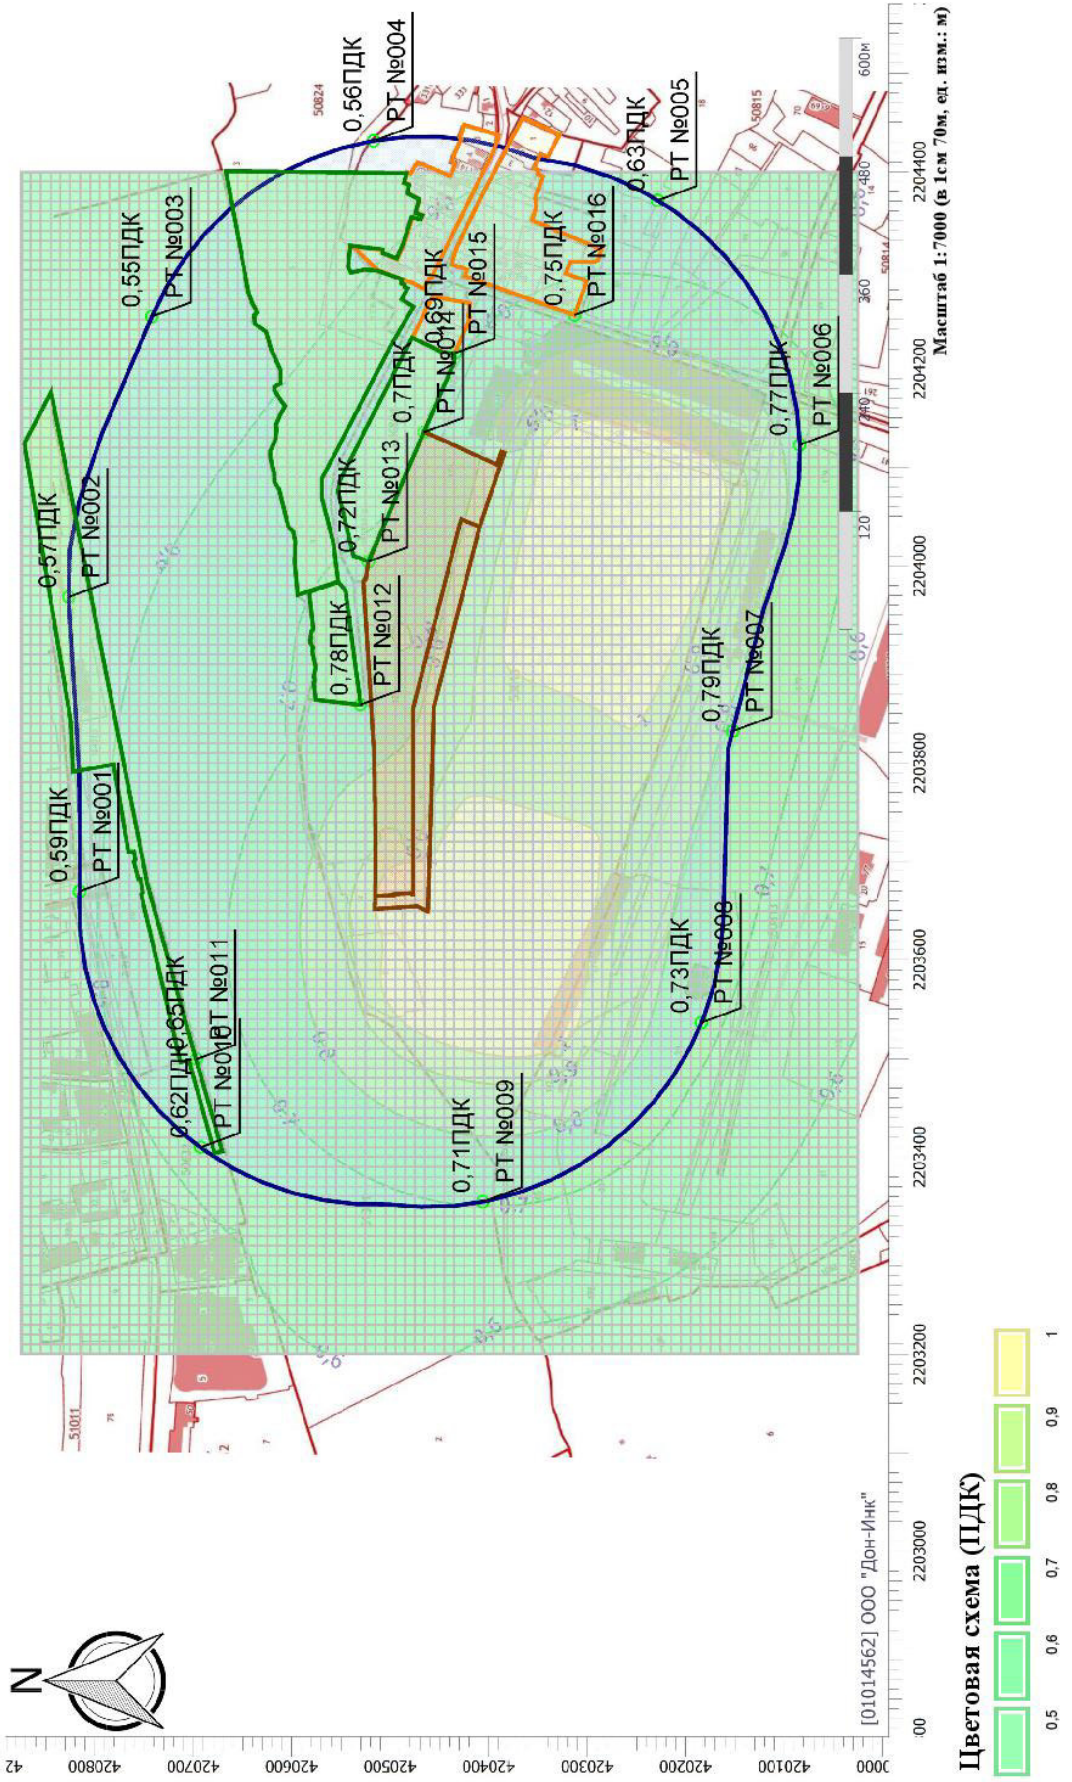 N
0,59ПДК
РТ №001
0,57ПДК
РТ №002
0,55ПДК
РТ №003
0,56ПДК
РТ №004
0,63ПДК
РТ №005
0,77ПДК
РТ №006
0,79ПДК
РТ №007
0,73ПДК
РТ №008
0,71ПДК
РТ №009
0,62ПДК
РТ №010
0,65ПДК
РТ №011
0,78ПДК
РТ №012
0,72ПДК
РТ №013
0,7ПДК
РТ №014
0,69ПДК
РТ №015
0,75ПДК
РТ №016
51011
50824
50815
50814
420800
420700
420600
420500
420400
420300
420200
420100
2203000
2203200
2203400
2203600
2203800
2204000
2204200
2204400
120
240
360
480
600м
[01014562] ООО "Дон-Инк"
Масштаб 1:7000 (в 1см 70м, ед. изм.: м)
Цветовая схема (ПДК)
0,5
0,6
0,7
0,8
0,9
1